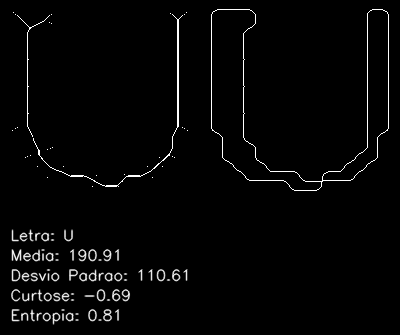 Letra: U
Media: 190.91
Desvio Padrao: 110.61
Curtose: -0.69
Entropia: 0.81